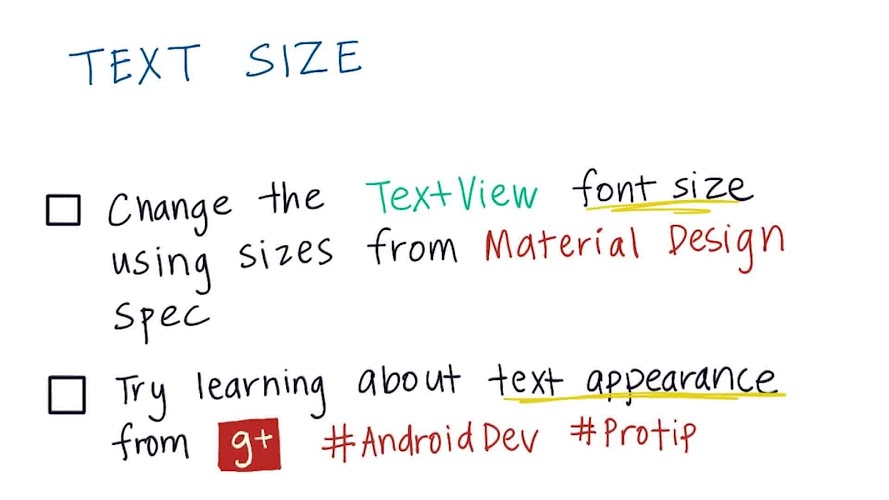 TEXT SIZE
Change the TextView font size
using sizes from Material Design
spec
Try learning about text appearance
from g+ #AndroidDev #Protip